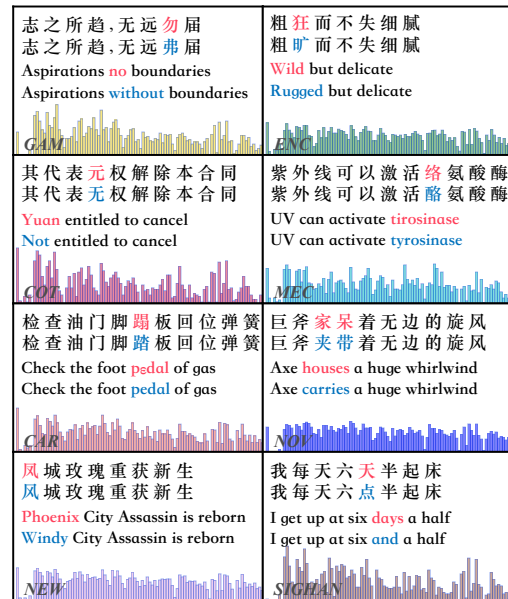 志之所趋,无远勿届
志之所趋,无远弗届
Aspirations no boundaries
Aspirations without boundaries
GAM
粗狂而不失细腻
粗旷而不失细腻
Wild but delicate
Rugged but delicate
ENC
其代表元权解除本合同
其代表无权解除本合同
Yuan entitled to cancel
Not entitled to cancel
COT
紫外线可以激活络氨酸酶
紫外线可以激活酪氨酸酶
UV can activate tirosinase
UV can activate tyrosinase
MEC
检查油门脚蹋板回位弹簧
检查油门脚踏板回位弹簧
Check the foot of gas
Check the foot pedal of gas
CAR
巨斧家呆着无边的旋风
巨斧夹带着无边的旋风
Axe houses a huge whirlwind
Axe carries a huge whirlwind
NOV
凤城玫瑰重获新生
风城玫瑰重获新生
Phoenix City Assassin is reborn
Windy City Assassin is reborn
NEW
我每天六天半起床
我每天六点半起床
I get up at six days a half
I get up at six and a half
SIGHAN